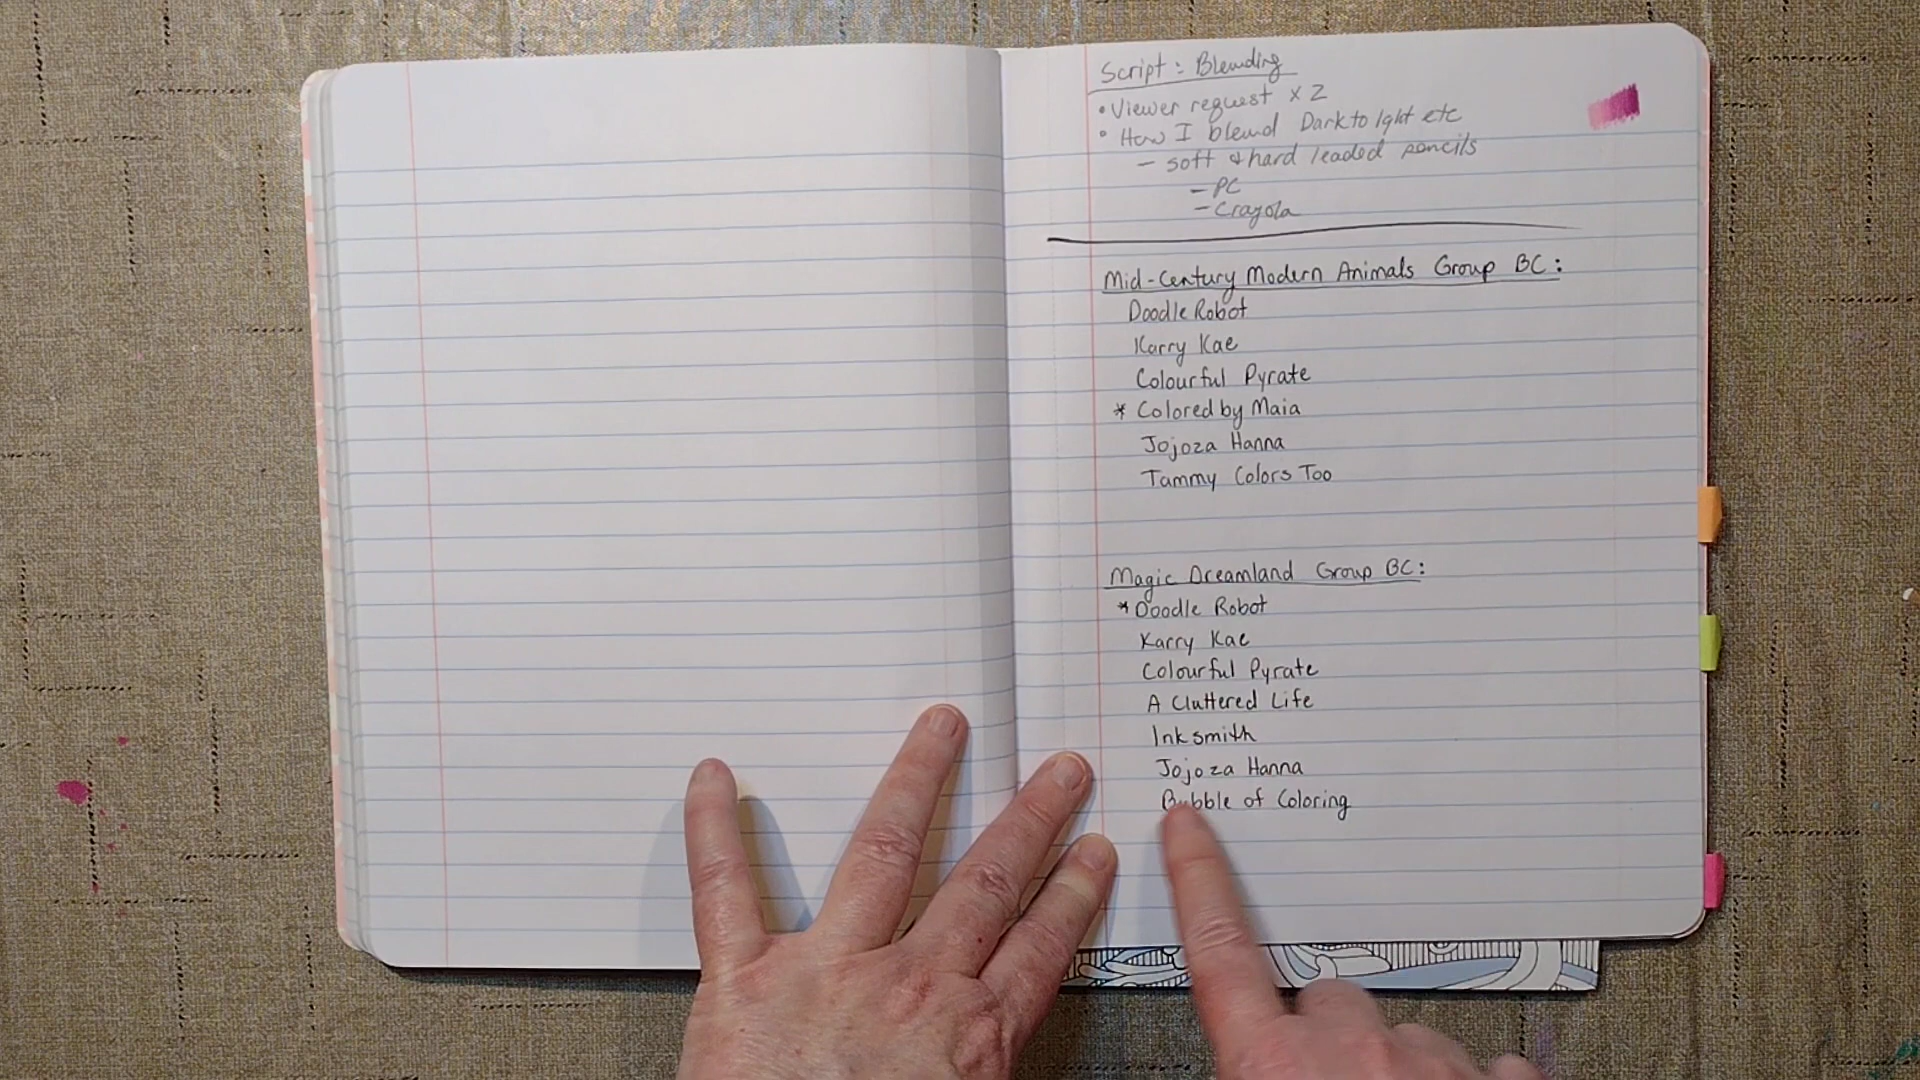 Script: Blending
• Viewer request x 2
• How I blend Dark to lght etc
- soft & hard leaded pencils
- PC
- Crayola
Mid-Century Modern Animals Group BC:
Doodle Robot
Karry Kae
Colourful Pyrate
* Colored by Maia
Jojoza Hanna
Tammy Colors Too
Magic Dreamland Group BC:
* Doodle Robot
Karry Kae
Colourful Pyrate
A Cluttered Life
Inksmith
Jojoza Hanna
Bubble of Coloring